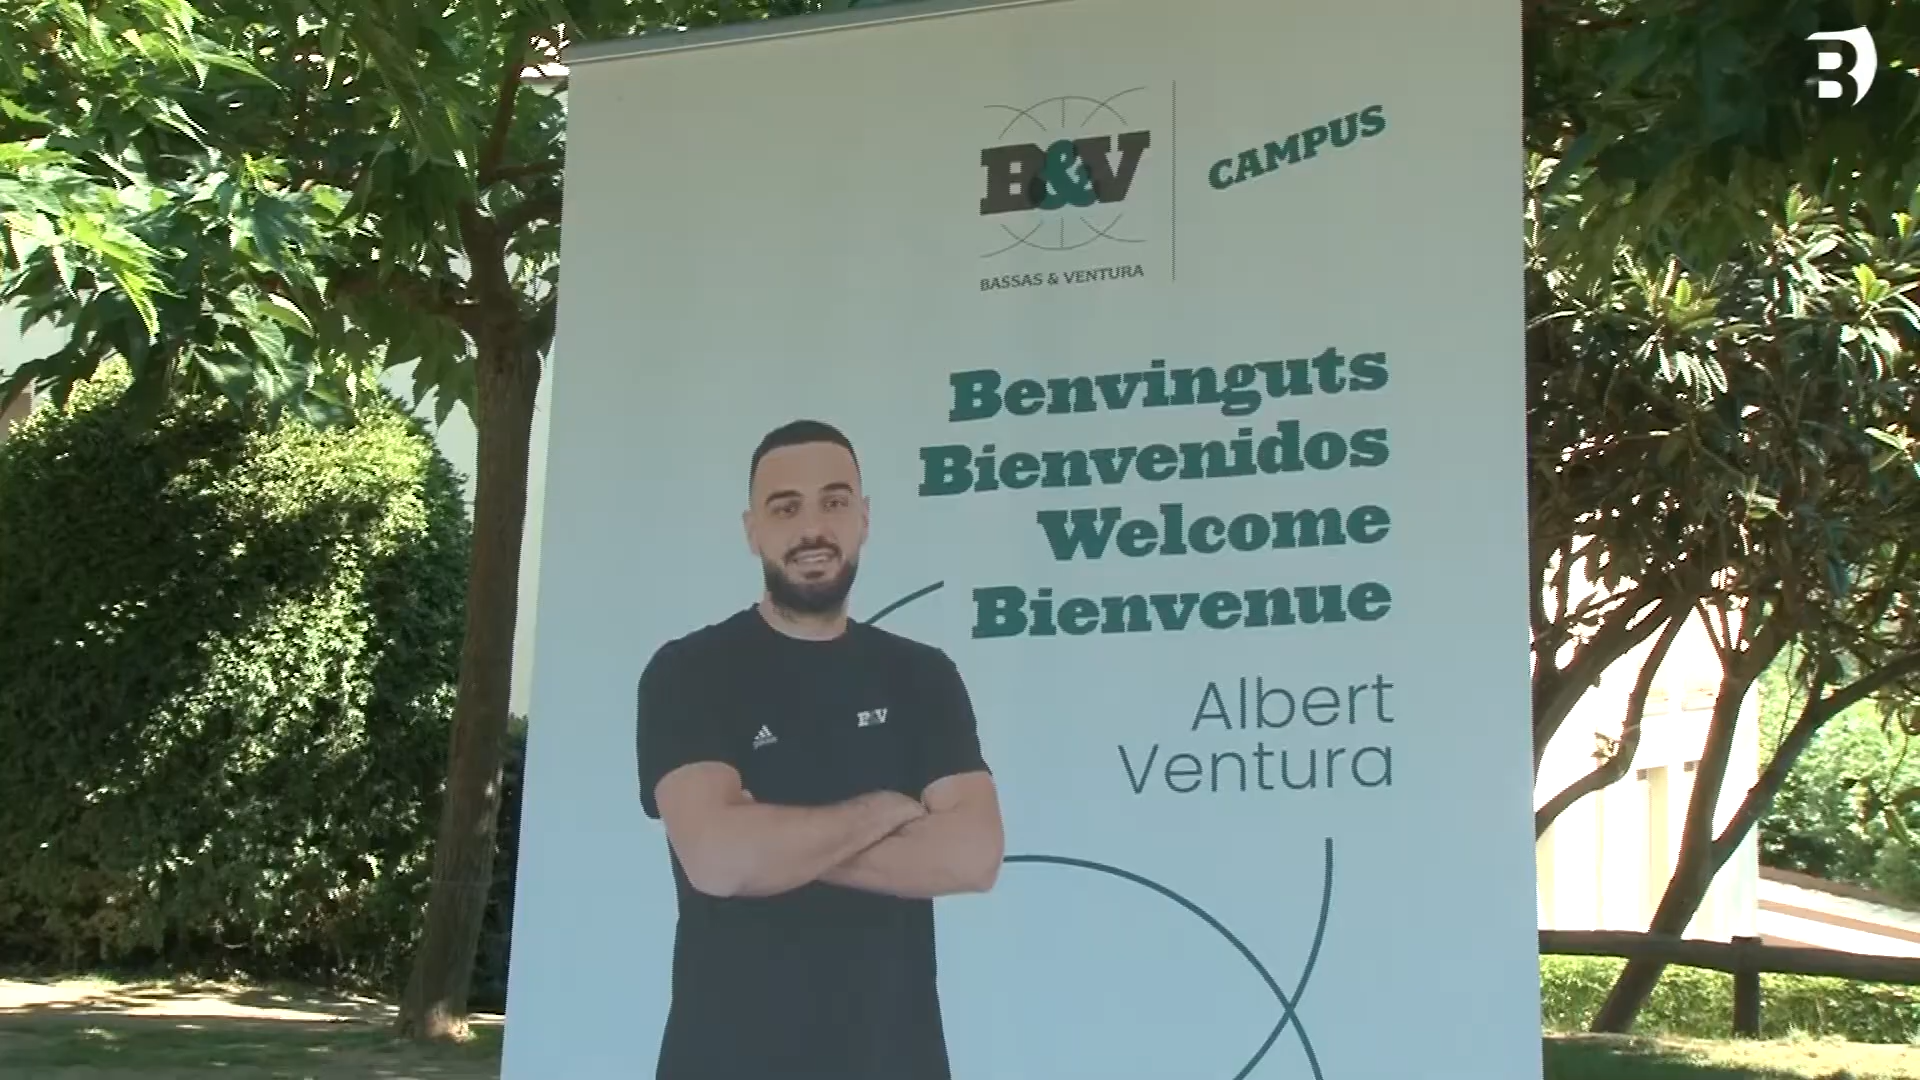 B&V
CAMPUS
BASSAS & VENTURA
Benvinguts
Bienvenidos
Welcome
Bienvenue
Albert
Ventura
B&V
B